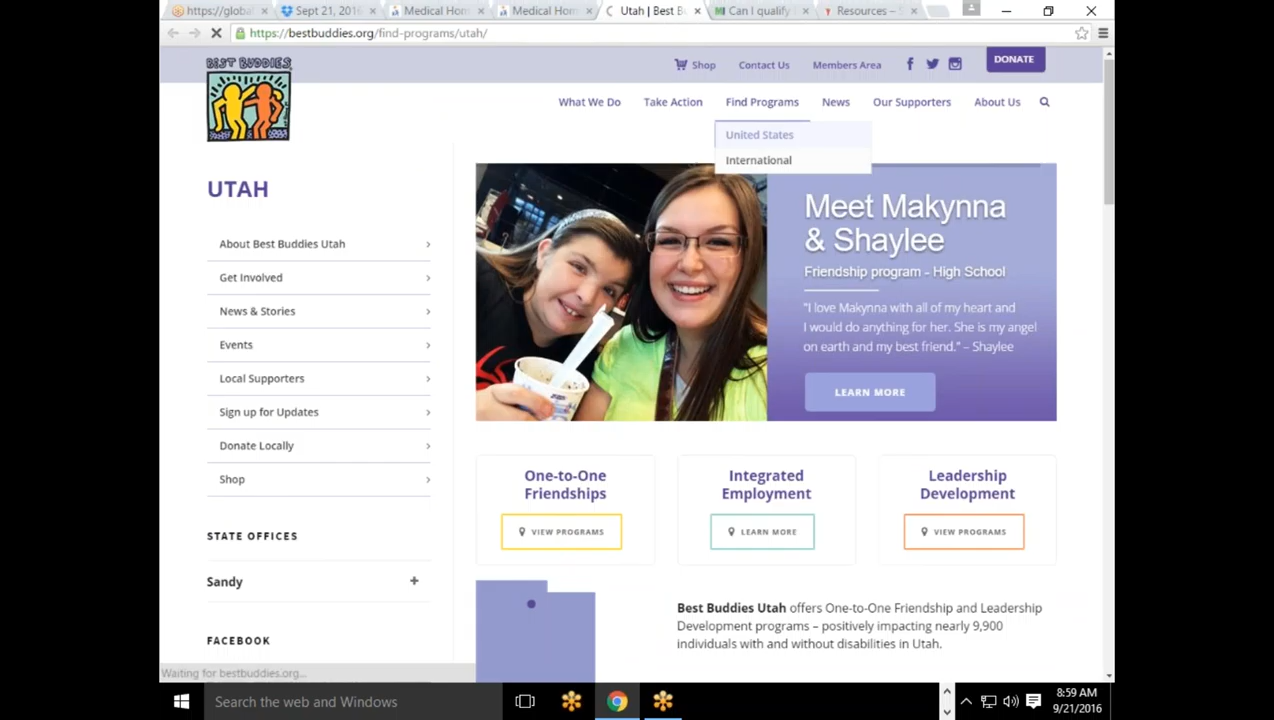 https://global
Sept 21, 201
Medical Hom
Medical Hom
Utah | Best B
Can I qualify
Resources –
https://bestbuddies.org/find-programs/utah/
BEST BUDDIES
Shop
Contact Us
Members Area
DONATE
What We Do
Take Action
Find Programs
News
Our Supporters
About Us
United States
International
UTAH
About Best Buddies Utah
Get Involved
News & Stories
Events
Local Supporters
Sign up for Updates
Donate Locally
Shop
STATE OFFICES
Sandy
+
FACEBOOK
Meet Makynna
& Shaylee
Friendship program - High School
"I love Makynna with all of my heart and
I would do anything for her. She is my angel
on earth and my best friend." – Shaylee
LEARN MORE
One-to-One
Friendships
VIEW PROGRAMS
Integrated
Employment
LEARN MORE
Leadership
Development
VIEW PROGRAMS
Best Buddies Utah offers One-to-One Friendship and Leadership
Development programs – positively impacting nearly 9,900
individuals with and without disabilities in Utah.
Waiting for bestbuddies.org...
Search the web and Windows
8:59 AM
9/21/2016